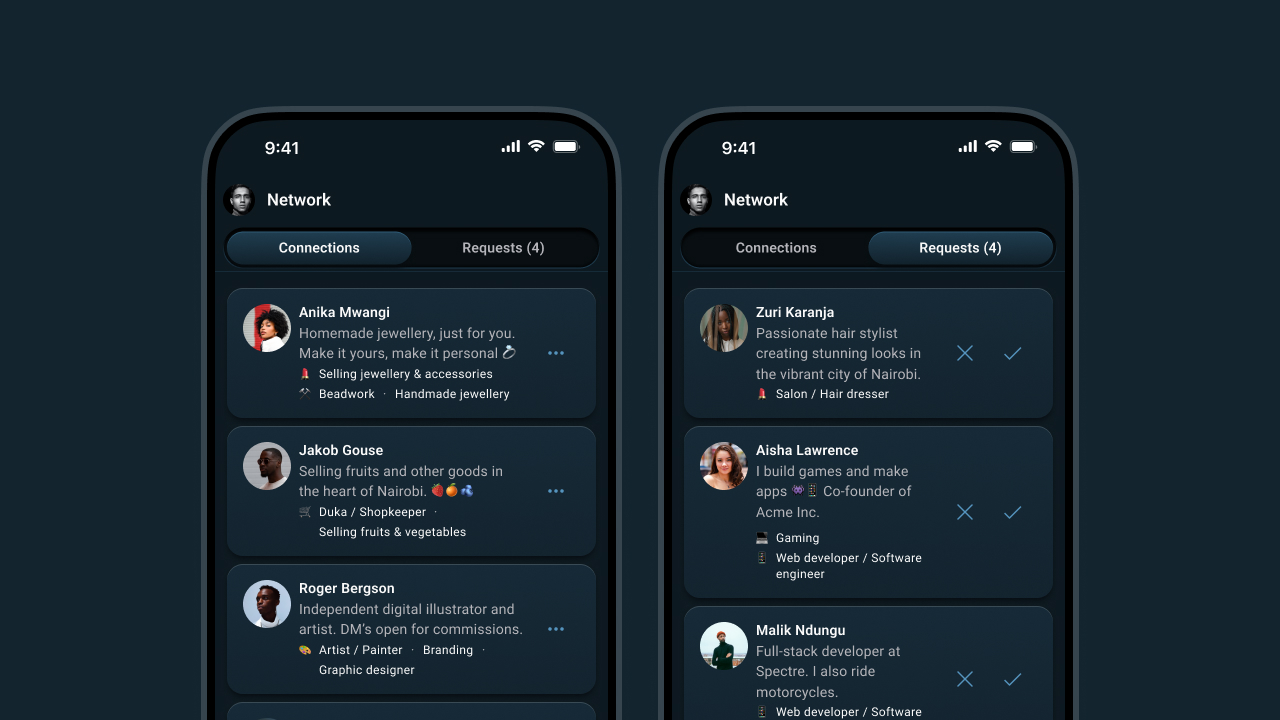 9:41
Network
Connections
Requests (4)
Anika Mwangi
Homemade jewellery, just for you.
Make it yours, make it personal 💍
💄 Selling jewellery & accessories
⚒ Beadwork · Handmade jewellery
Jakob Gouse
Selling fruits and other goods in
the heart of Nairobi. 🍓🍊🫐
🛒 Duka / Shopkeeper ·
Selling fruits & vegetables
Roger Bergson
Independent digital illustrator and
artist. DM’s open for commissions.
🎨 Artist / Painter · Branding ·
Graphic designer
9:41
Network
Connections
Requests (4)
Zuri Karanja
Passionate hair stylist
creating stunning looks in
the vibrant city of Nairobi.
💄 Salon / Hair dresser
Aisha Lawrence
I build games and make
apps 👾📱 Co-founder of
Acme Inc.
💻 Gaming
📱 Web developer / Software
engineer
Malik Ndungu
Full-stack developer at
Spectre. I also ride
motorcycles.
📱 Web developer / Software